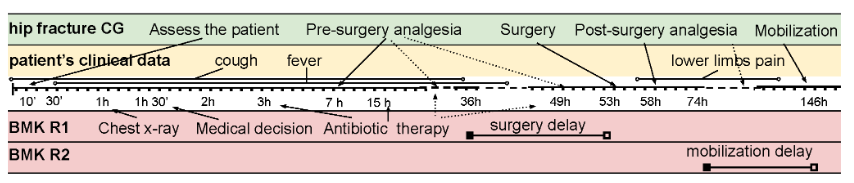 hip fracture CG Assess the patient Pre-surgery analgesia Surgery Post-surgery analgesia Mobilization
patient's clinical data cough fever lower limbs pain
10' 30' 1h 1h 30' 2h 3h 7 h 15 h 36h 49h 53h 58h 74h 146h
BMK R1 Chest x-ray Medical decision Antibiotic therapy surgery delay
BMK R2 mobilization delay